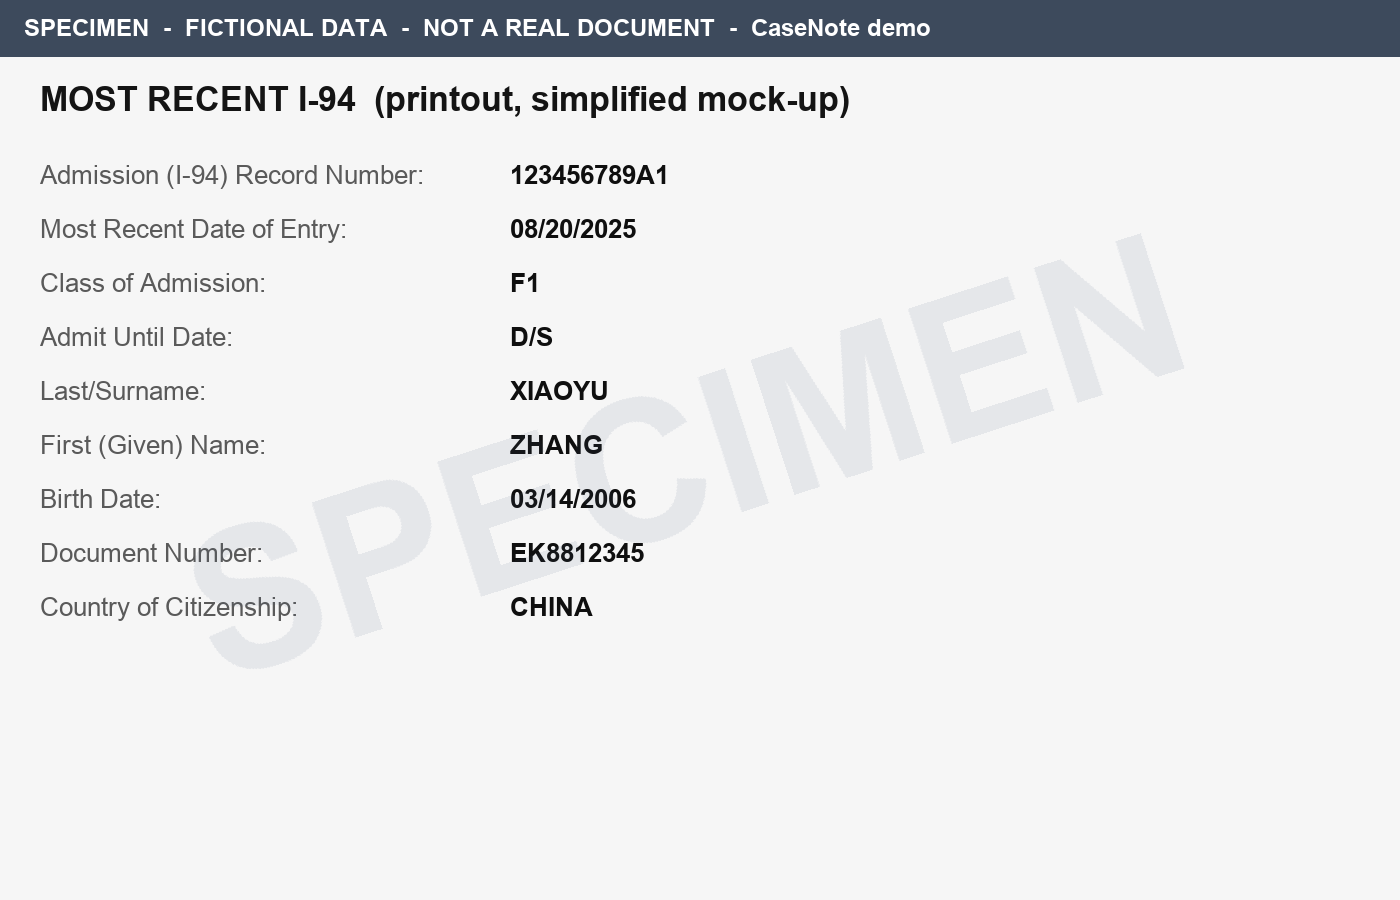 SPECIMEN - FICTIONAL DATA - NOT A REAL DOCUMENT - CaseNote demo
MOST RECENT I-94 (printout, simplified mock-up)
Admission (I-94) Record Number: 123456789A1
Most Recent Date of Entry: 08/20/2025
Class of Admission: F1
Admit Until Date: D/S
Last/Surname: XIAOYU
First (Given) Name: ZHANG
Birth Date: 03/14/2006
Document Number: EK8812345
Country of Citizenship: CHINA
SPECIMEN